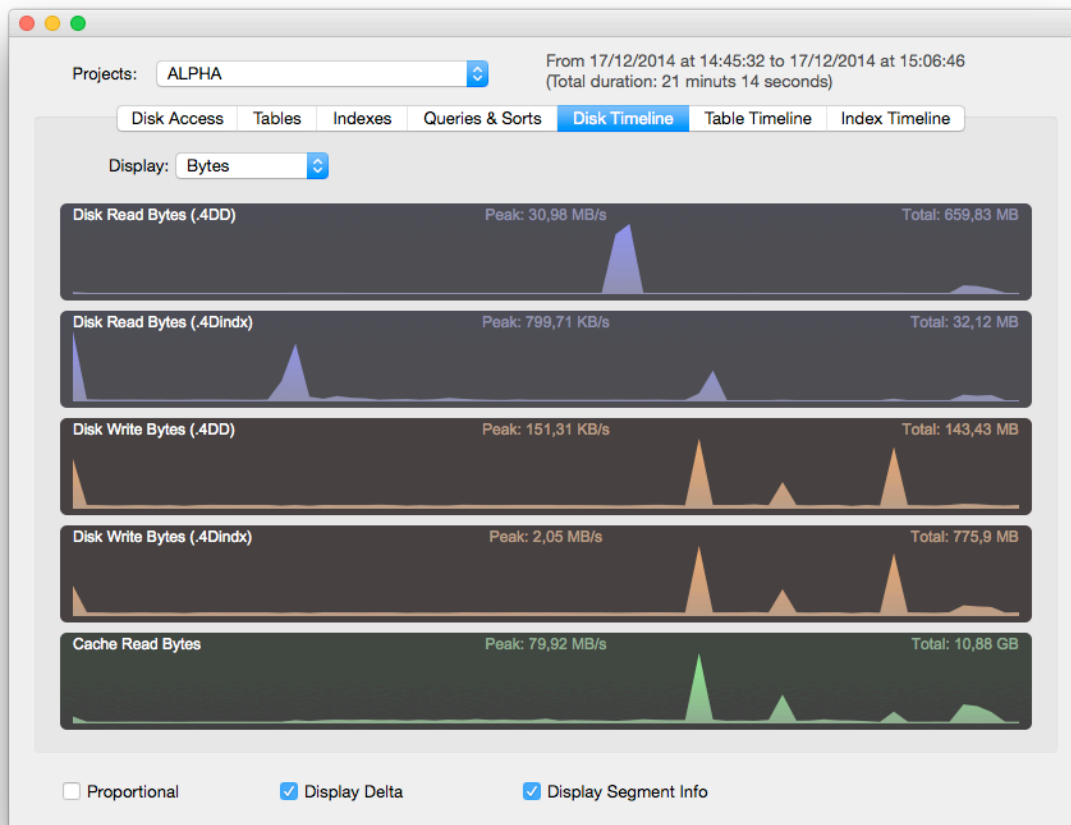 Projects: ALPHA
From 17/12/2014 at 14:45:32 to 17/12/2014 at 15:06:46
(Total duration: 21 minuts 14 seconds)
Disk Access Tables Indexes Queries & Sorts Disk Timeline Table Timeline Index Timeline
Display: Bytes
Disk Read Bytes (.4DD) Peak: 30,98 MB/s Total: 659,83 MB
Disk Read Bytes (.4Dindx) Peak: 799,71 KB/s Total: 32,12 MB
Disk Write Bytes (.4DD) Peak: 151,31 KB/s Total: 143,43 MB
Disk Write Bytes (.4Dindx) Peak: 2,05 MB/s Total: 775,9 MB
Cache Read Bytes Peak: 79,92 MB/s Total: 10,88 GB
Proportional Display Delta Display Segment Info